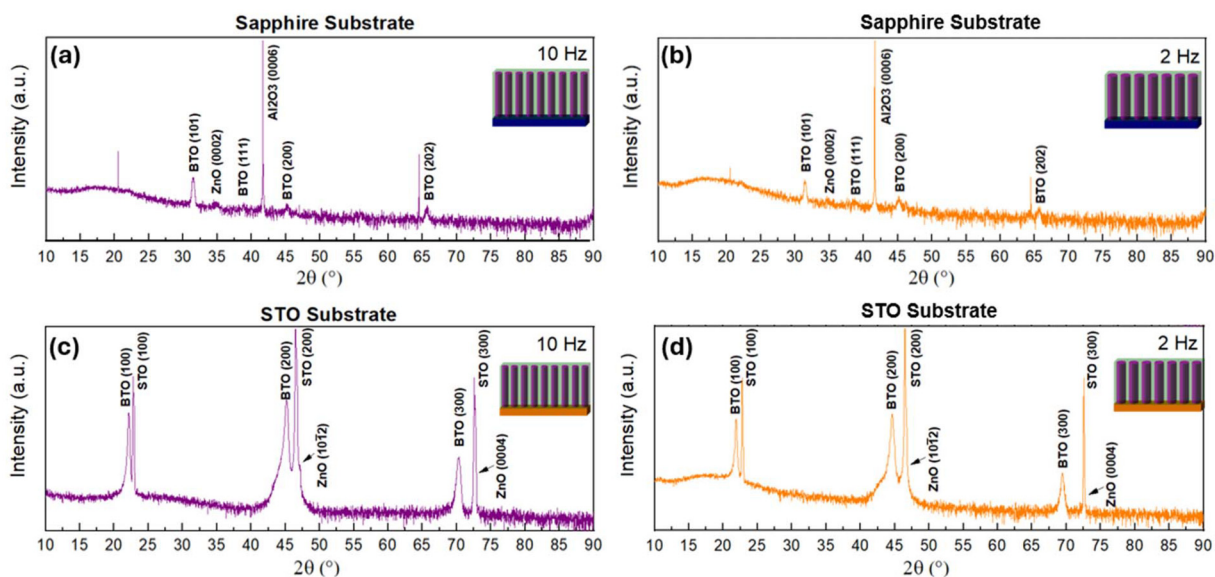 Sapphire Substrate
(a)
10 Hz
Intensity (a.u.)
BTO (101)
ZnO (0002)
BTO (111)
Al2O3 (0006)
BTO (200)
BTO (202)
10 15 20 25 30 35 40 45 50 55 60 65 70 75 80 85 90
2θ (°)
Sapphire Substrate
(b)
2 Hz
Intensity (a.u.)
BTO (101)
ZnO (0002)
BTO (111)
Al2O3 (0006)
BTO (200)
BTO (202)
10 15 20 25 30 35 40 45 50 55 60 65 70 75 80 85 90
2θ (°)
STO Substrate
(c)
10 Hz
Intensity (a.u.)
BTO (100)
STO (100)
BTO (200)
STO (200)
ZnO (101̅2)
BTO (300)
STO (300)
ZnO (0004)
10 15 20 25 30 35 40 45 50 55 60 65 70 75 80 85 90
2θ (°)
STO Substrate
(d)
2 Hz
Intensity (a.u.)
BTO (100)
STO (100)
BTO (200)
STO (200)
ZnO (101̅2)
BTO (300)
STO (300)
ZnO (0004)
10 15 20 25 30 35 40 45 50 55 60 65 70 75 80 85 90
2θ (°)